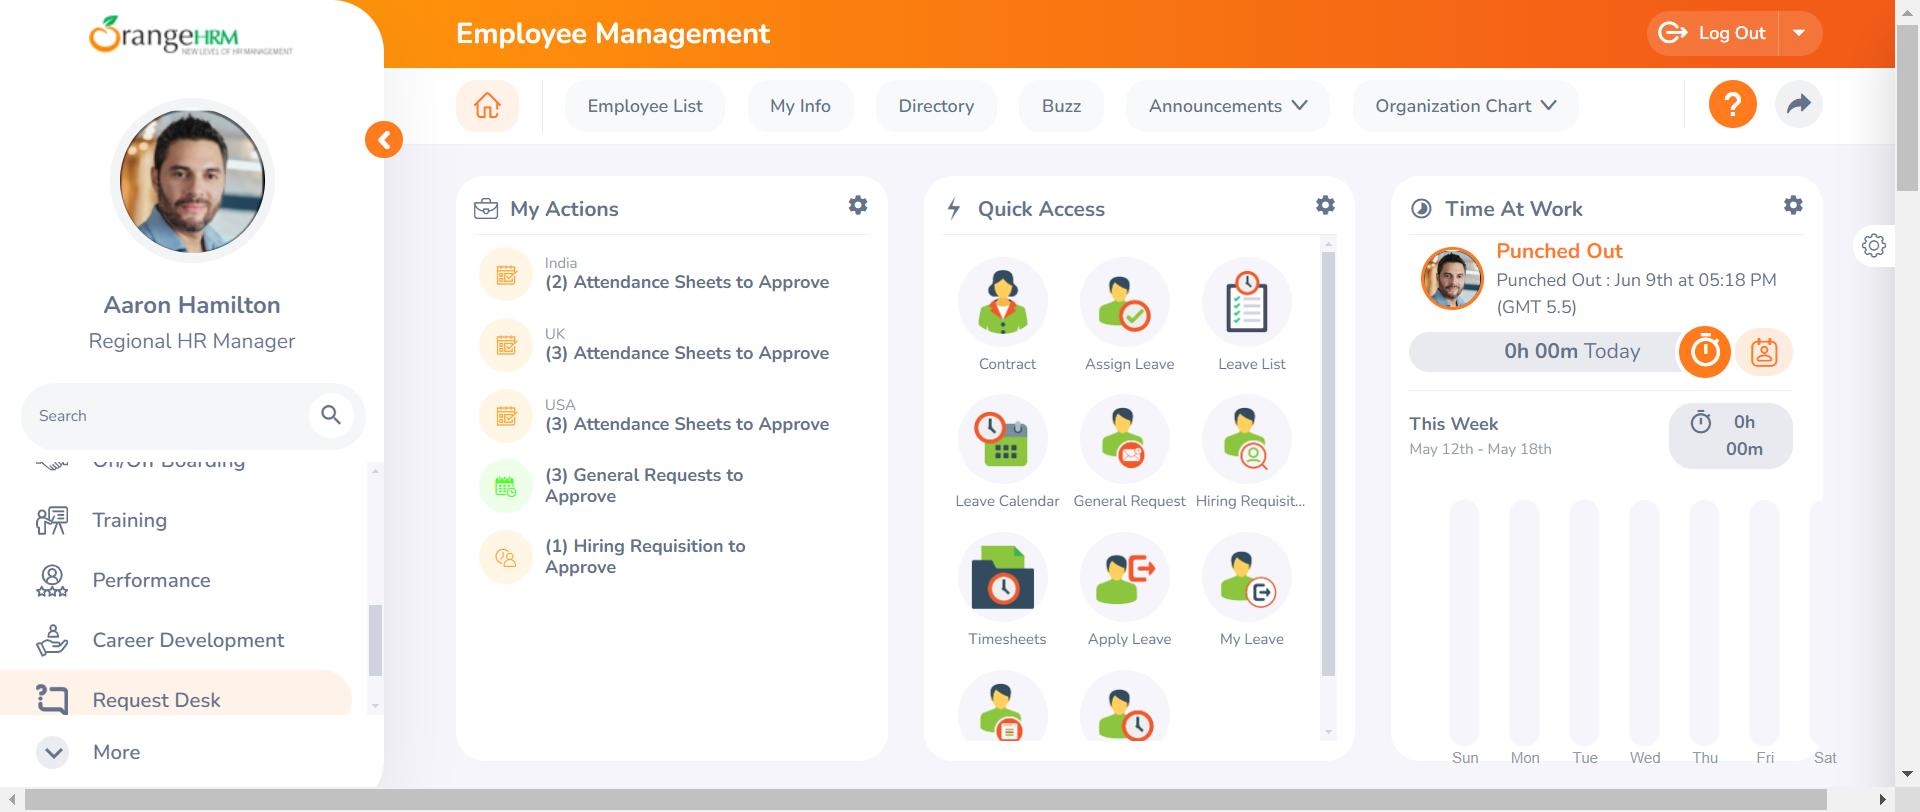 OrangeHRM
NEW LEVEL OF HR MANAGEMENT
Employee Management
Log Out
Employee List
My Info
Directory
Buzz
Announcements
Organization Chart
?
Aaron Hamilton
Regional HR Manager
Search
On/Off Boarding
Training
Performance
Career Development
Request Desk
More
My Actions
India
(2) Attendance Sheets to Approve
UK
(3) Attendance Sheets to Approve
USA
(3) Attendance Sheets to Approve
(3) General Requests to
Approve
(1) Hiring Requisition to
Approve
Quick Access
Contract
Assign Leave
Leave List
Leave Calendar
General Request
Hiring Requisit...
Timesheets
Apply Leave
My Leave
Time At Work
Punched Out
Punched Out : Jun 9th at 05:18 PM
(GMT 5.5)
0h 00m Today
This Week
May 12th - May 18th
0h
00m
Sun Mon Tue Wed Thu Fri Sat